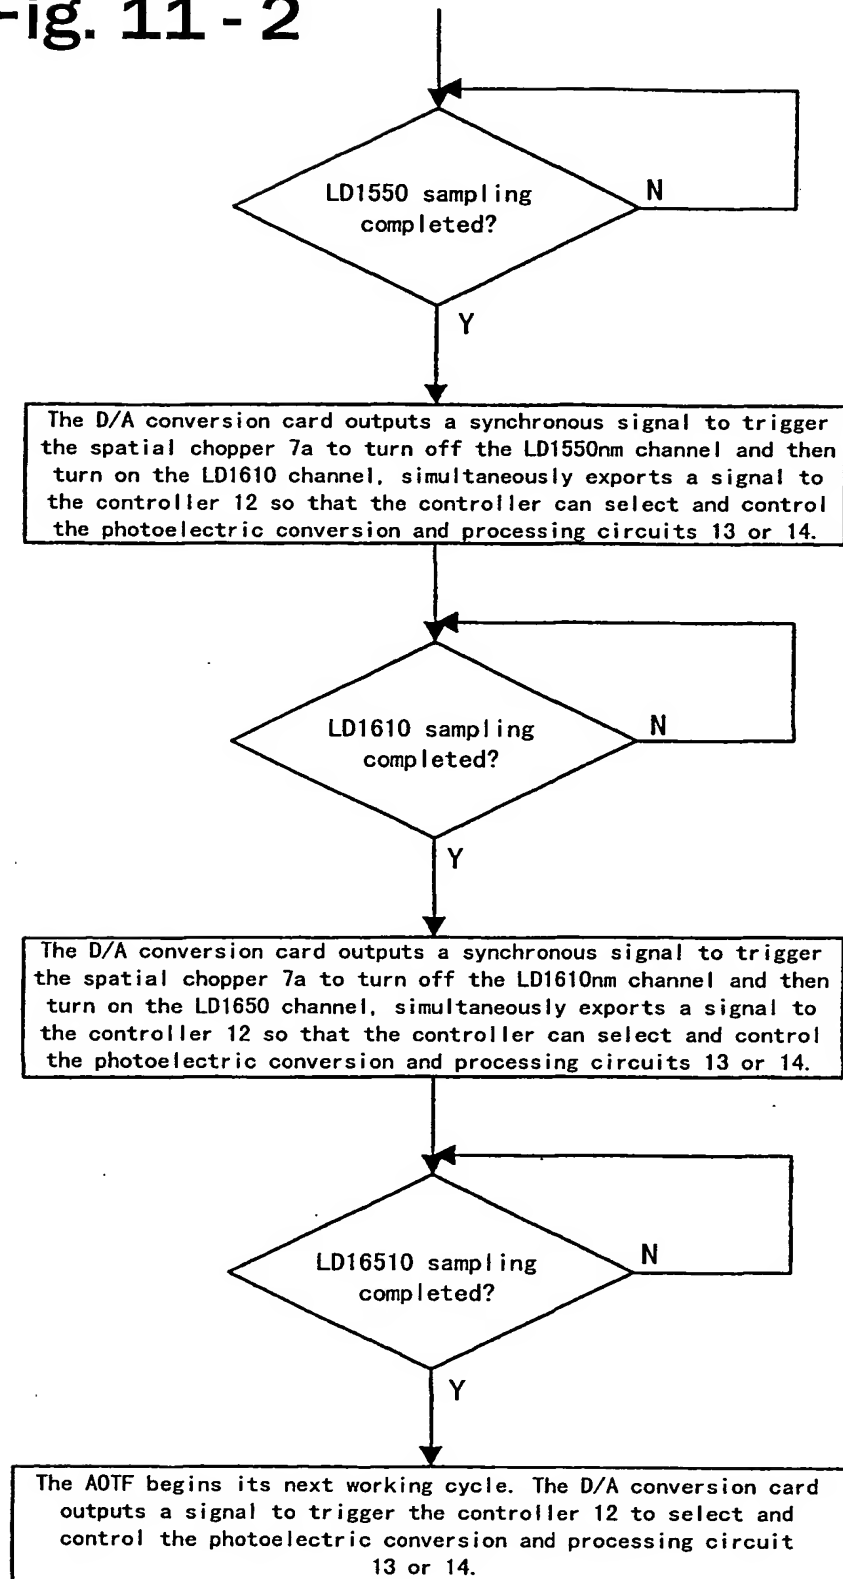 Fig. 11-2
LD1550 sampling
completed?
N
Y
The D/A conversion card outputs a synchronous signal to trigger
the spatial chopper 7a to turn off the LD1550nm channel and then
turn on the LD1610 channel, simultaneously exports a signal to
the controller 12 so that the controller can select and control
the photoelectric conversion and processing circuits 13 or 14.
LD1610 sampling
completed?
N
Y
The D/A conversion card outputs a synchronous signal to trigger
the spatial chopper 7a to turn off the LD1610nm channel and then
turn on the LD1650 channel, simultaneously exports a signal to
the controller 12 so that the controller can select and control
the photoelectric conversion and processing circuits 13 or 14.
LD16510 sampling
completed?
N
Y
The AOTF begins its next working cycle. The D/A conversion card
outputs a signal to trigger the controller 12 to select and
control the photoelectric conversion and processing circuit
13 or 14.